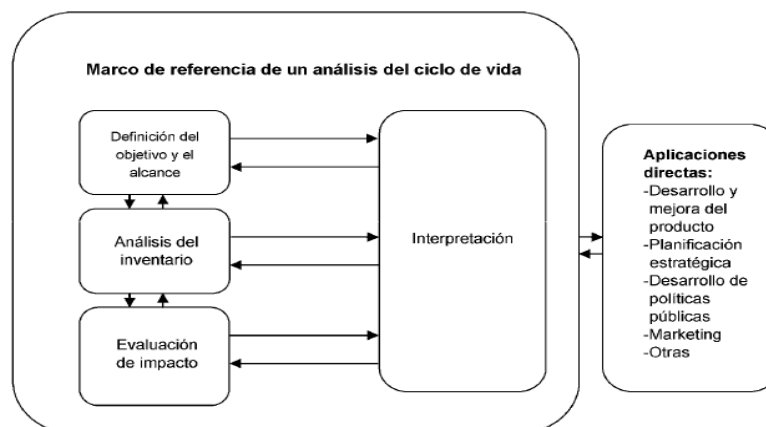 Marco de referencia de un análisis del ciclo de vida
Definición del
objetivo y el
alcance
Análisis del
inventario
Evaluación
de impacto
Interpretación
Aplicaciones
directas:
-Desarrollo y
mejora del
producto
-Planificación
estratégica
-Desarrollo de
políticas
públicas
-Marketing
-Otras